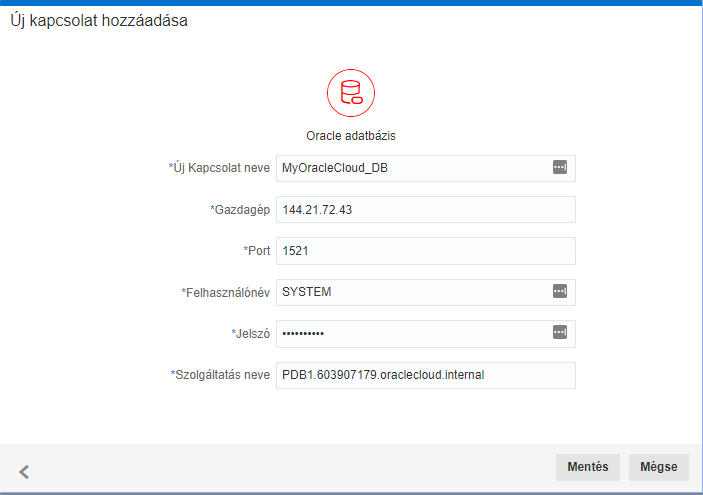 Új kapcsolat hozzáadása
Oracle adatbázis
*Új Kapcsolat neve MyOracleCloud_DB
*Gazdagép 144.21.72.43
*Port 1521
*Felhasználónév SYSTEM
*Jelszó ••••••••••
*Szolgáltatás neve PDB1.603907179.oraclecloud.internal
Mentés Mégse